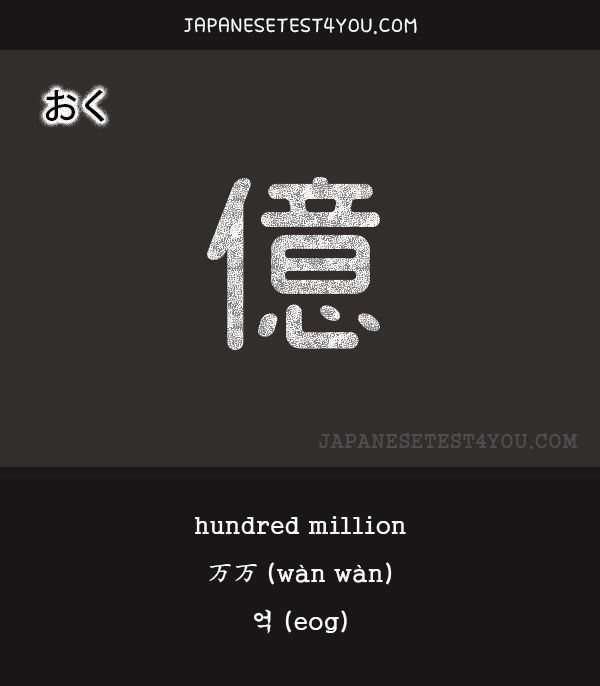 JAPANESETEST4YOU.COM
おく
億
JAPANESETEST4YOU.COM
hundred million
万万 (wàn wàn)
억 (eog)